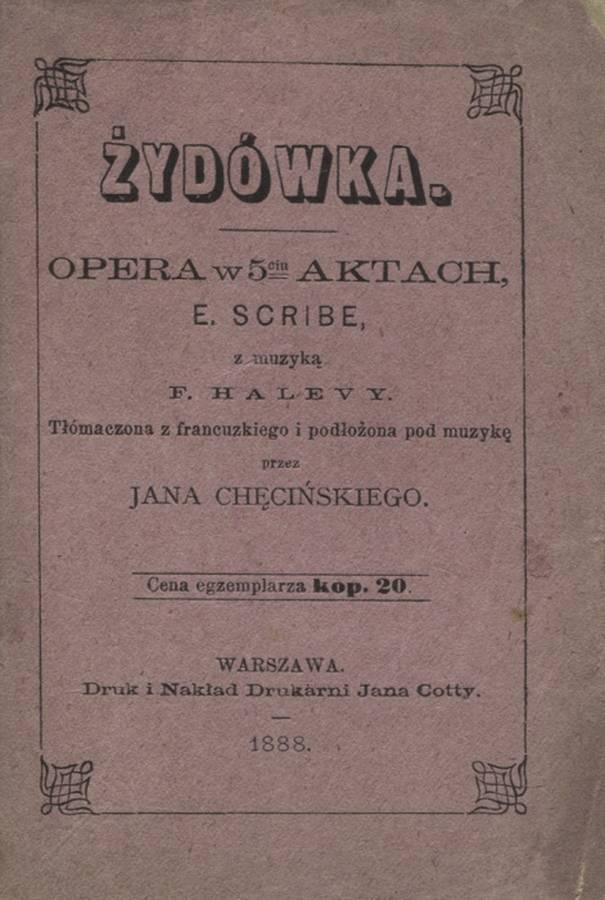 ŻYDÓWKA.
OPERA w 5ciu AKTACH,
E. SCRIBE,
z muzyką
F. HALEVY.
Tłómaczona z francuzkiego i podłożona pod muzykę
przez
JANA CHĘCIŃSKIEGO.
Cena egzemplarza kop. 20.
WARSZAWA.
Druk i Nakład Drukarni Jana Cotty.
1888.